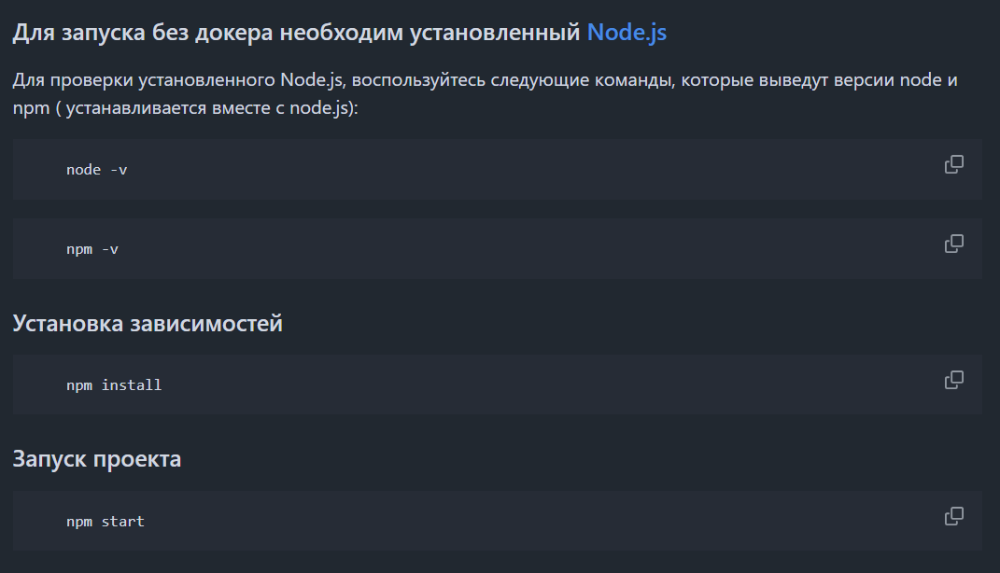 Для запуска без докера необходим установленный Node.js
Для проверки установленного Node.js, воспользуйтесь следующие команды, которые выведут версии node и
npm ( устанавливается вместе с node.js):
node -v
npm -v
Установка зависимостей
npm install
Запуск проекта
npm start